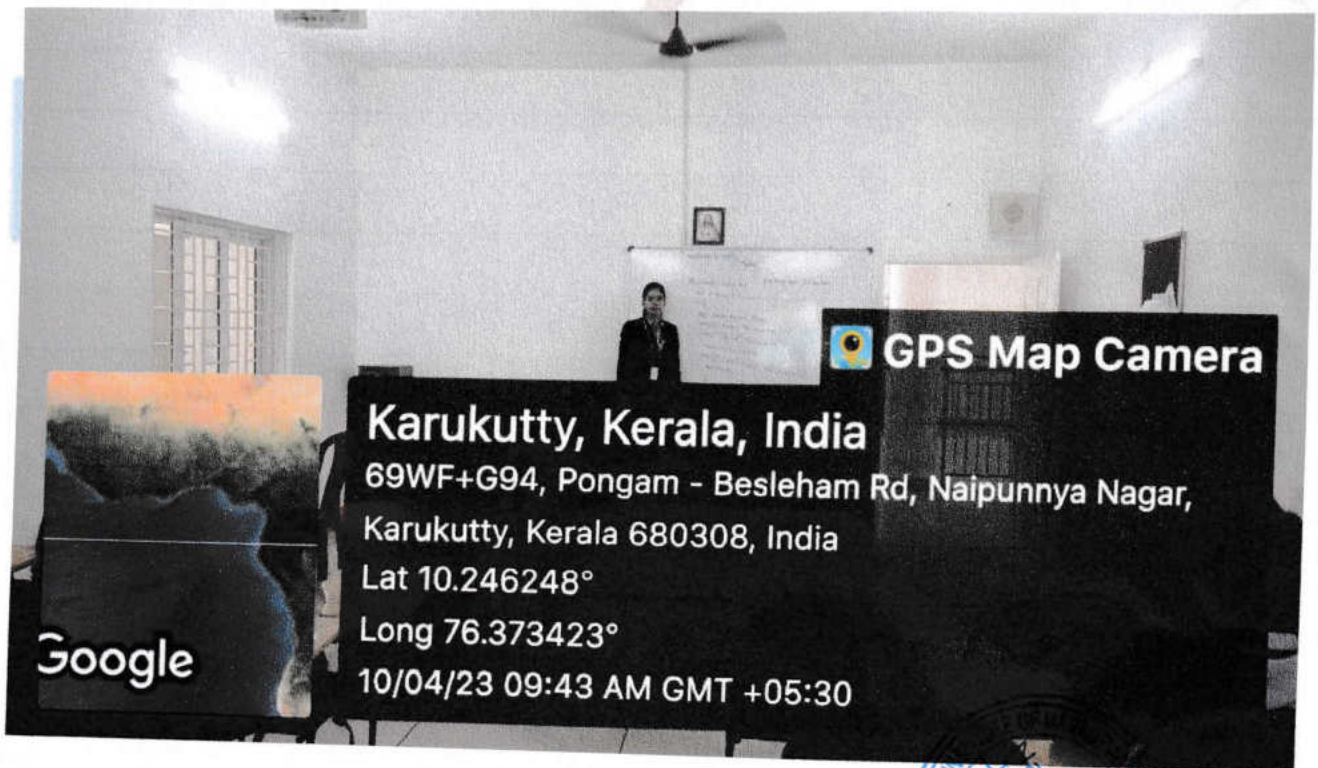 GPS Map Camera
Karukutty, Kerala, India
69WF+G94, Pongam - Besleham Rd, Naipunnya Nagar,
Karukutty, Kerala 680308, India
Lat 10.246248°
Long 76.373423°
10/04/23 09:43 AM GMT +05:30
Google